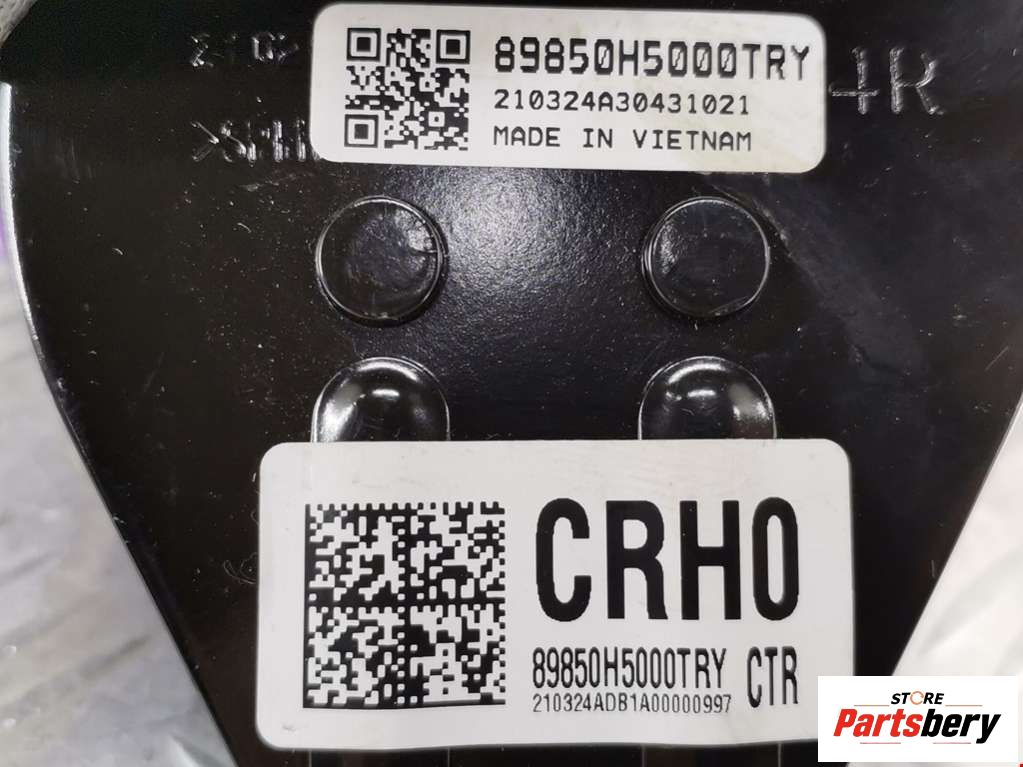 89850H5000TRY
210324A30431021
MADE IN VIETNAM
4R
CRH0
89850H5000TRY CTR
210324ADB1A00000997
STORE
Partsbery